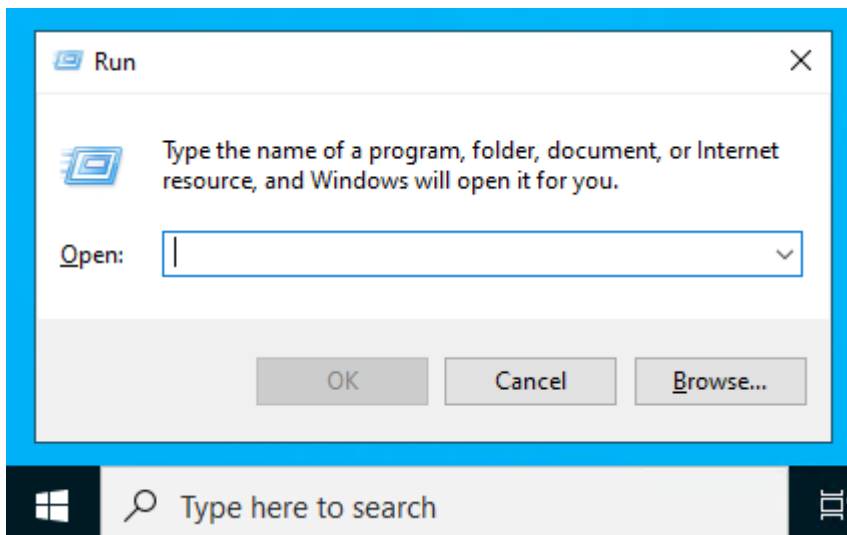 Run
Type the name of a program, folder, document, or Internet
resource, and Windows will open it for you.
Open:
OK
Cancel
Browse...
Type here to search